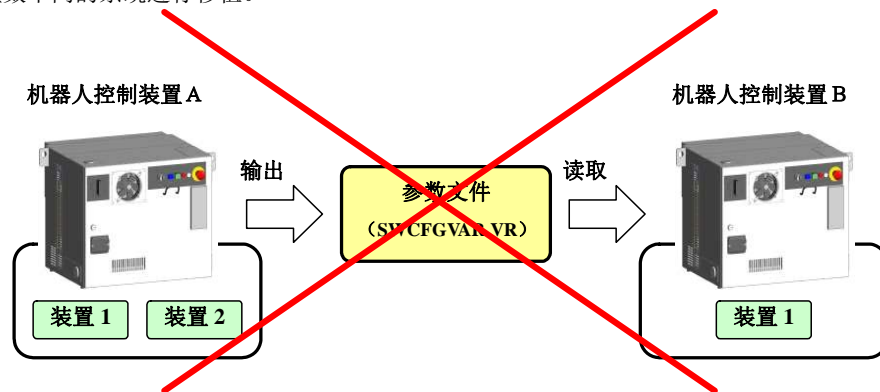 机器人控制装置A
机器人控制装置B
输出
参数文件
（SWCFGVAR.VR）
读取
装置 1
装置 2
装置 1